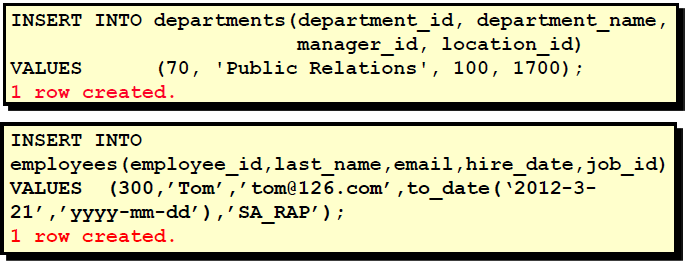 INSERT INTO departments(department_id, department_name,
manager_id, location_id)
VALUES (70, 'Public Relations', 100, 1700);
1 row created.
INSERT INTO
employees(employee_id,last_name,email,hire_date,job_id)
VALUES (300,’Tom’,’tom@126.com’,to_date(‘2012-3-
21’,’yyyy-mm-dd’),’SA_RAP’);
1 row created.